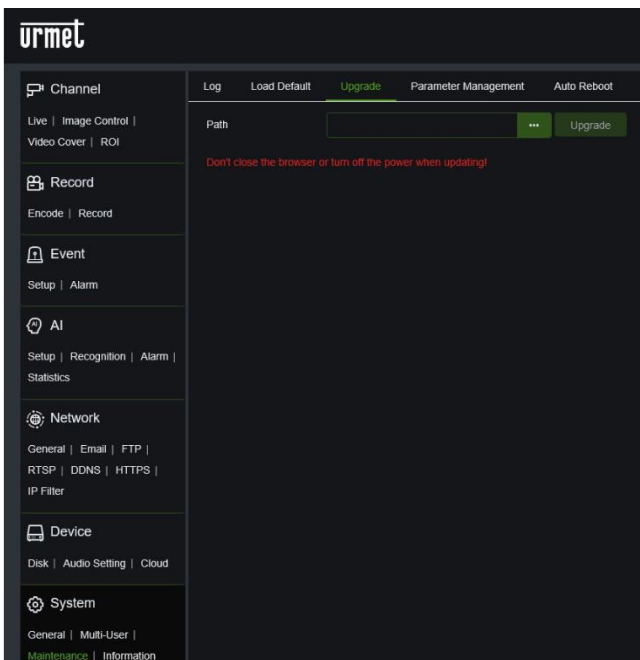 urmet
Channel
Live | Image Control |
Video Cover | ROI
Record
Encode | Record
Event
Setup | Alarm
AI
Setup | Recognition | Alarm |
Statistics
Network
General | Email | FTP |
RTSP | DDNS | HTTPS |
IP Filter
Device
Disk | Audio Setting | Cloud
System
General | Multi-User |
Maintenance | Information
Log Load Default Upgrade Parameter Management Auto Reboot
Path ... Upgrade
Don't close the browser or turn off the power when updating!